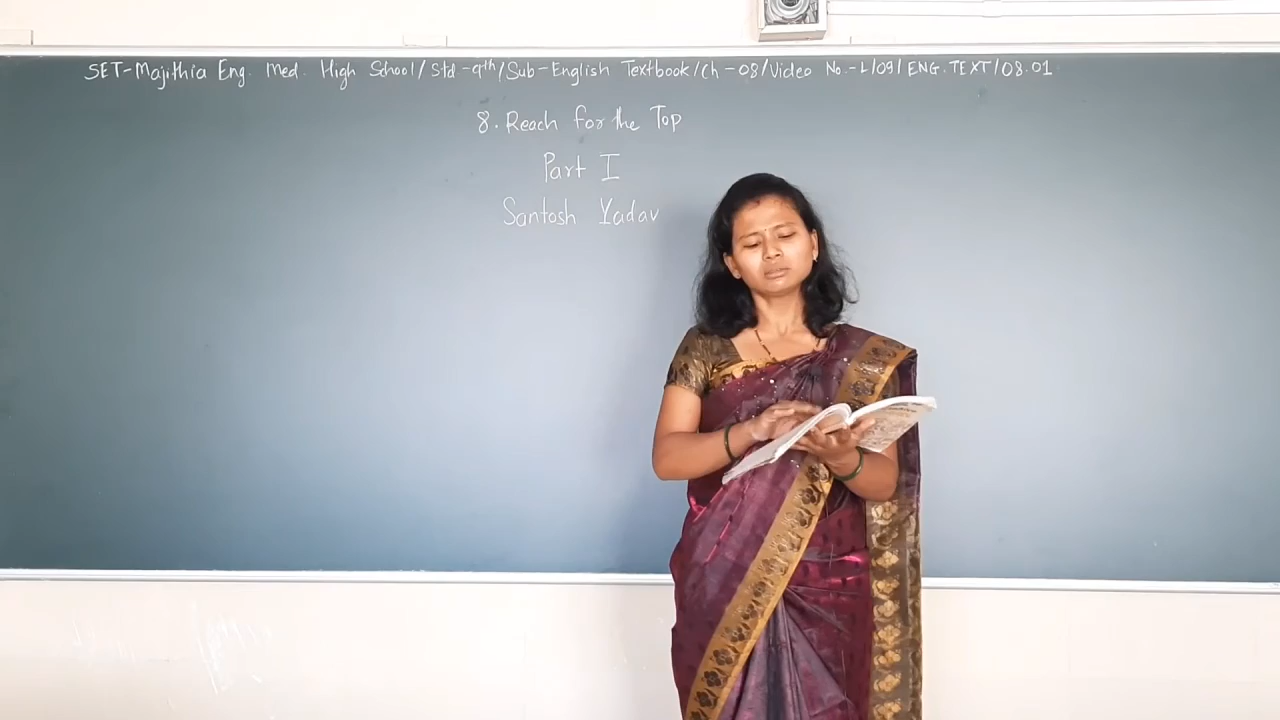 SET-Majithia Eng. Med. High School/Std-9th/Sub-English Textbook/Ch-08/Video No.-L/09/ENG.TEXT/08.01
8. Reach for the Top
Part I
Santosh Yadav